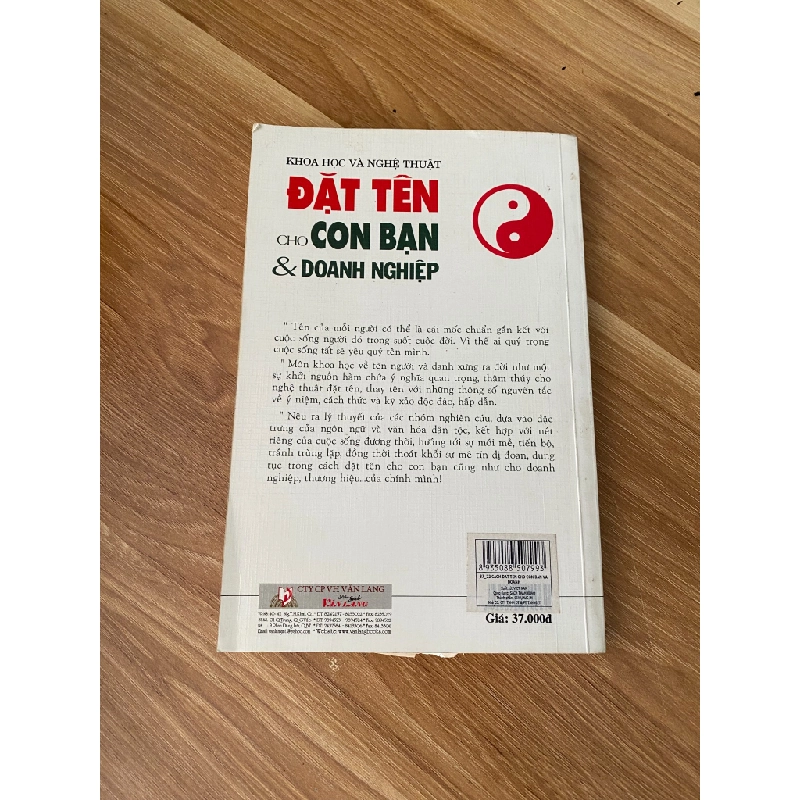 KHOA HỌC VÀ NGHỆ THUẬT
ĐẶT TÊN
CHO CON BẠN
& DOANH NGHIỆP
" Tên của mỗi người có thể là cái mốc chuẩn gắn kết với
cuộc sống người đó trong suốt cuộc đời. Vì thế ai quý trọng
cuộc sống tất sẽ yêu quý tên mình.
" Môn khoa học về tên người và danh xưng ra đời như một
sự khởi nguồn hàm chứa ý nghĩa quan trọng, thâm thúy cho
nghệ thuật đặt tên, thay tên với những thông số nguyên tắc
về ý niệm, cách thức và kỹ xảo độc đáo, hấp dẫn.
" Nêu ra lý thuyết của các nhóm nghiên cứu, dựa vào đặc
trưng của ngôn ngữ và văn hóa dân tộc, kết hợp với nét
riêng của cuộc sống đương thời, hướng tới sự mới mẻ, tiến bộ,
tránh trùng lặp, đồng thời thoát khỏi sự mê tín dị đoan, dung
tục trong cách đặt tên cho con bạn cũng như cho doanh
nghiệp, thương hiệu..của chính mình!
CTY CP VH VĂN LANG
VĂN LANG
8 935088 507993
Giá: 37.000đ